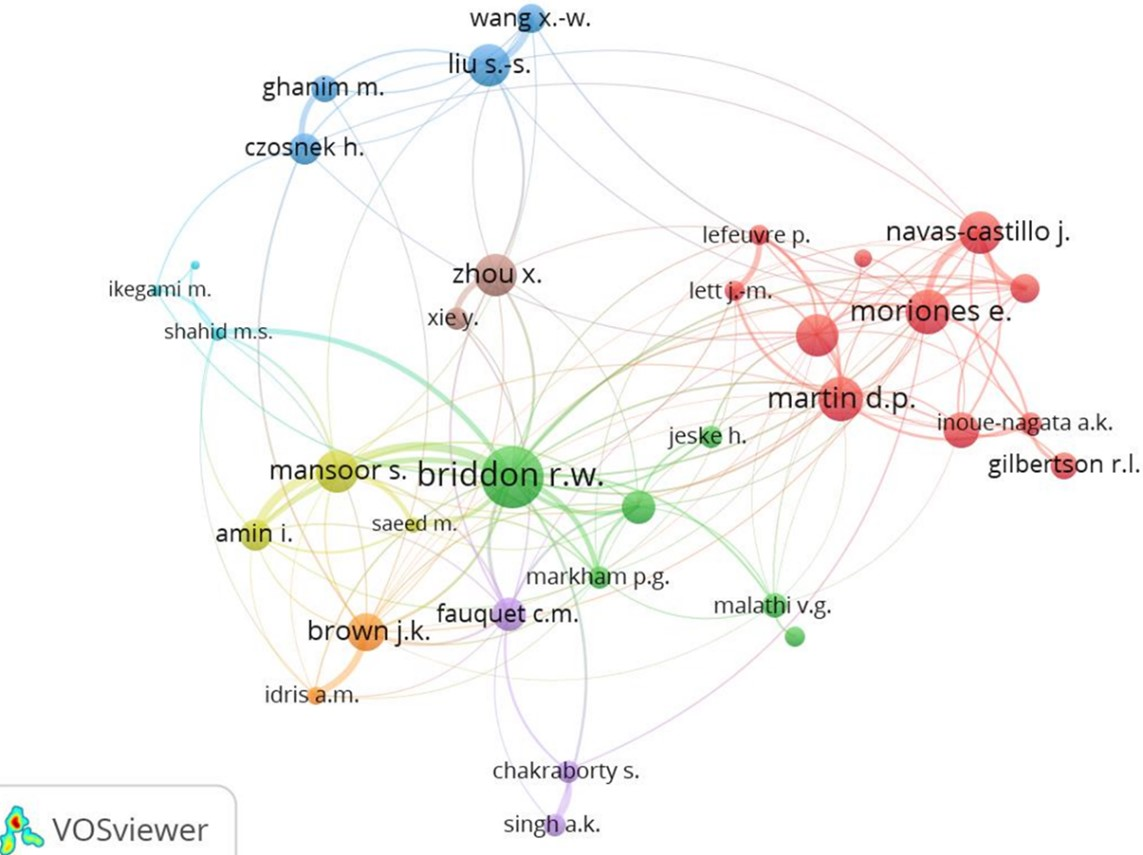 wang x.-w.
liu s.-s.
ghanim m.
czosnek h.
lefeuvre p.
navas-castillo j.
zhou x.
ikegami m.
lett j.-m.
moriones e.
xie y.
shahid m.s.
martin d.p.
inoue-nagata a.k.
jeske h.
gilbertson r.l.
mansoor s.
briddon r.w.
saeed m.
amin i.
markham p.g.
malathi v.g.
fauquet c.m.
brown j.k.
idris a.m.
chakraborty s.
singh a.k.
VOSviewer